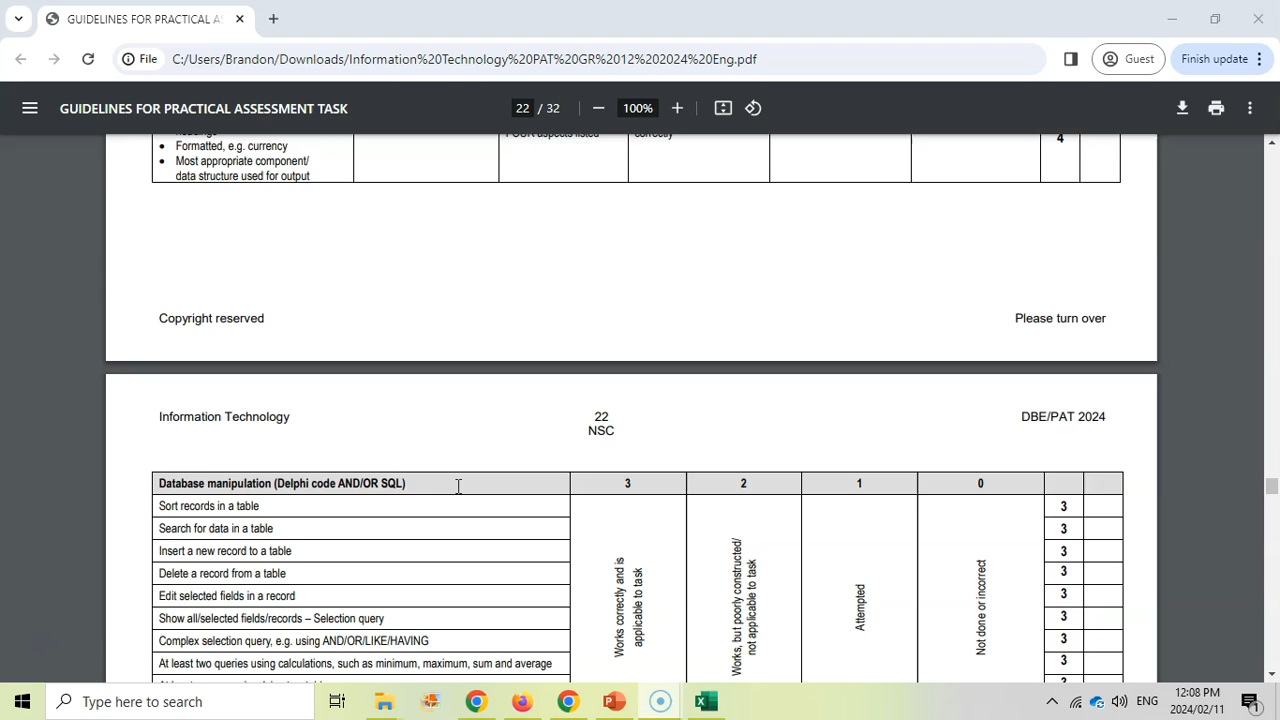 GUIDELINES FOR PRACTICAL AS
Guest
Finish update
File
C:/Users/Brandon/Downloads/Information%20Technology%20PAT%20GR%2012%202024%20Eng.pdf
GUIDELINES FOR PRACTICAL ASSESSMENT TASK
22 / 32
100%
headings
FOUR aspects listed
correctly
4
• Formatted, e.g. currency
• Most appropriate component/
data structure used for output
Copyright reserved
Please turn over
Information Technology
22
NSC
DBE/PAT 2024
Database manipulation (Delphi code AND/OR SQL)
3
2
1
0
Sort records in a table
3
Search for data in a table
3
Insert a new record to a table
3
Delete a record from a table
3
Edit selected fields in a record
3
Show all/selected fields/records – Selection query
3
Complex selection query, e.g. using AND/OR/LIKE/HAVING
3
At least two queries using calculations, such as minimum, maximum, sum and average
3
Works correctly and is
applicable to task
Works, but poorly constructed/
not applicable to task
Attempted
Not done or incorrect
Type here to search
ENG
12:08 PM
2024/02/11